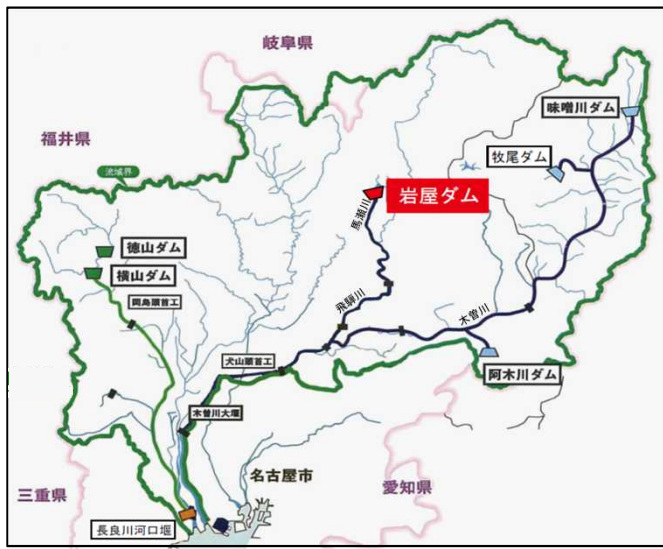 岐阜県
味噌川ダム
福井県
牧尾ダム
流域界
岩屋ダム
馬瀬川
徳山ダム
横山ダム
岡島頭首工
飛騨川
木曽川
犬山頭首工
阿木川ダム
木曽川大堰
名古屋市
愛知県
三重県
長良川河口堰